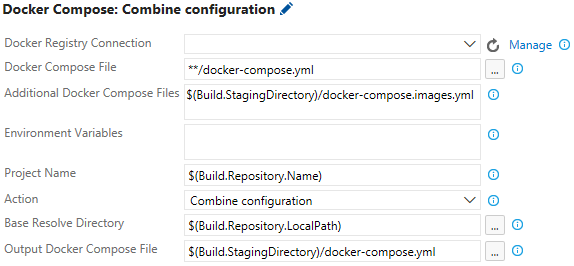 Docker Compose: Combine configuration
Docker Registry Connection Manage
Docker Compose File **/docker-compose.yml ...
Additional Docker Compose Files $(Build.StagingDirectory)/docker-compose.images.yml
Environment Variables
Project Name $(Build.Repository.Name)
Action Combine configuration
Base Resolve Directory $(Build.Repository.LocalPath) ...
Output Docker Compose File $(Build.StagingDirectory)/docker-compose.yml ...